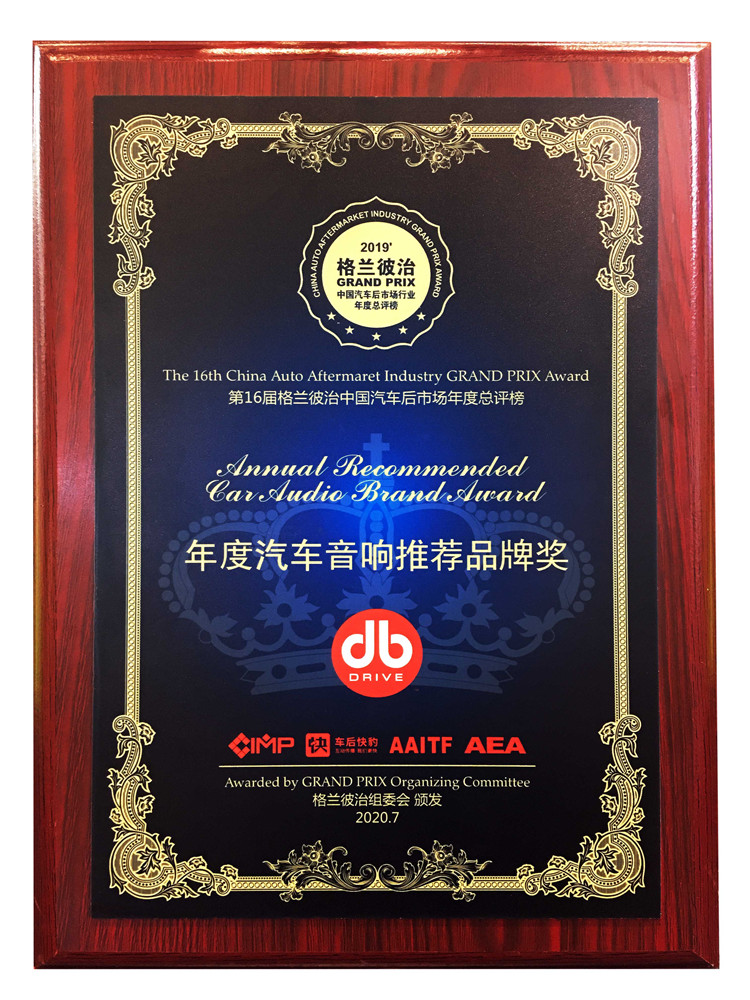 CHINA AUTO AFTERMARKET INDUSTRY GRAND PRIX AWARD
2019'
格兰彼治
GRAND PRIX
中国汽车后市场行业
年度总评榜
The 16th China Auto Aftermaret Industry GRAND PRIX Award
第16届格兰彼治中国汽车后市场年度总评榜
Annual Recommended
Car Audio Brand Award
年度汽车音响推荐品牌奖
db
DRIVE
CIMP 快 车后快豹 AAITF AEA
Awarded by GRAND PRIX Organizing Committee
格兰彼治组委会 颁发
2020.7